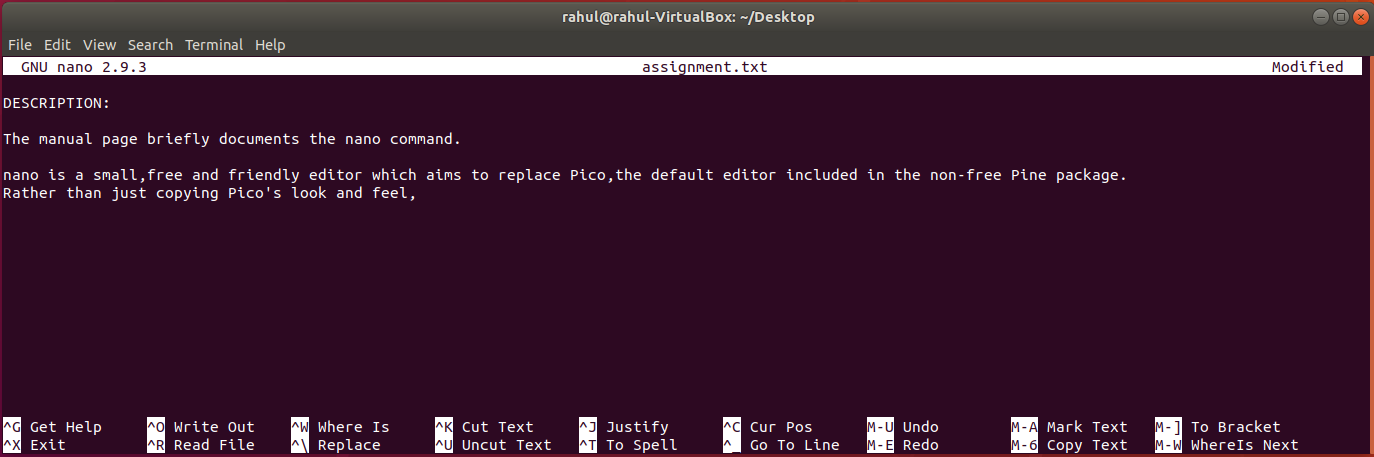 rahul@rahul-VirtualBox: ~/Desktop
File Edit View Search Terminal Help
GNU nano 2.9.3 assignment.txt Modified
DESCRIPTION:
The manual page briefly documents the nano command.
nano is a small,free and friendly editor which aims to replace Pico,the default editor included in the non-free Pine package.
Rather than just copying Pico's look and feel,
^G Get Help ^O Write Out ^W Where Is ^K Cut Text ^J Justify ^C Cur Pos M-U Undo M-A Mark Text M-] To Bracket
^X Exit ^R Read File ^\ Replace ^U Uncut Text ^T To Spell ^_ Go To Line M-E Redo M-6 Copy Text M-W WhereIs Next